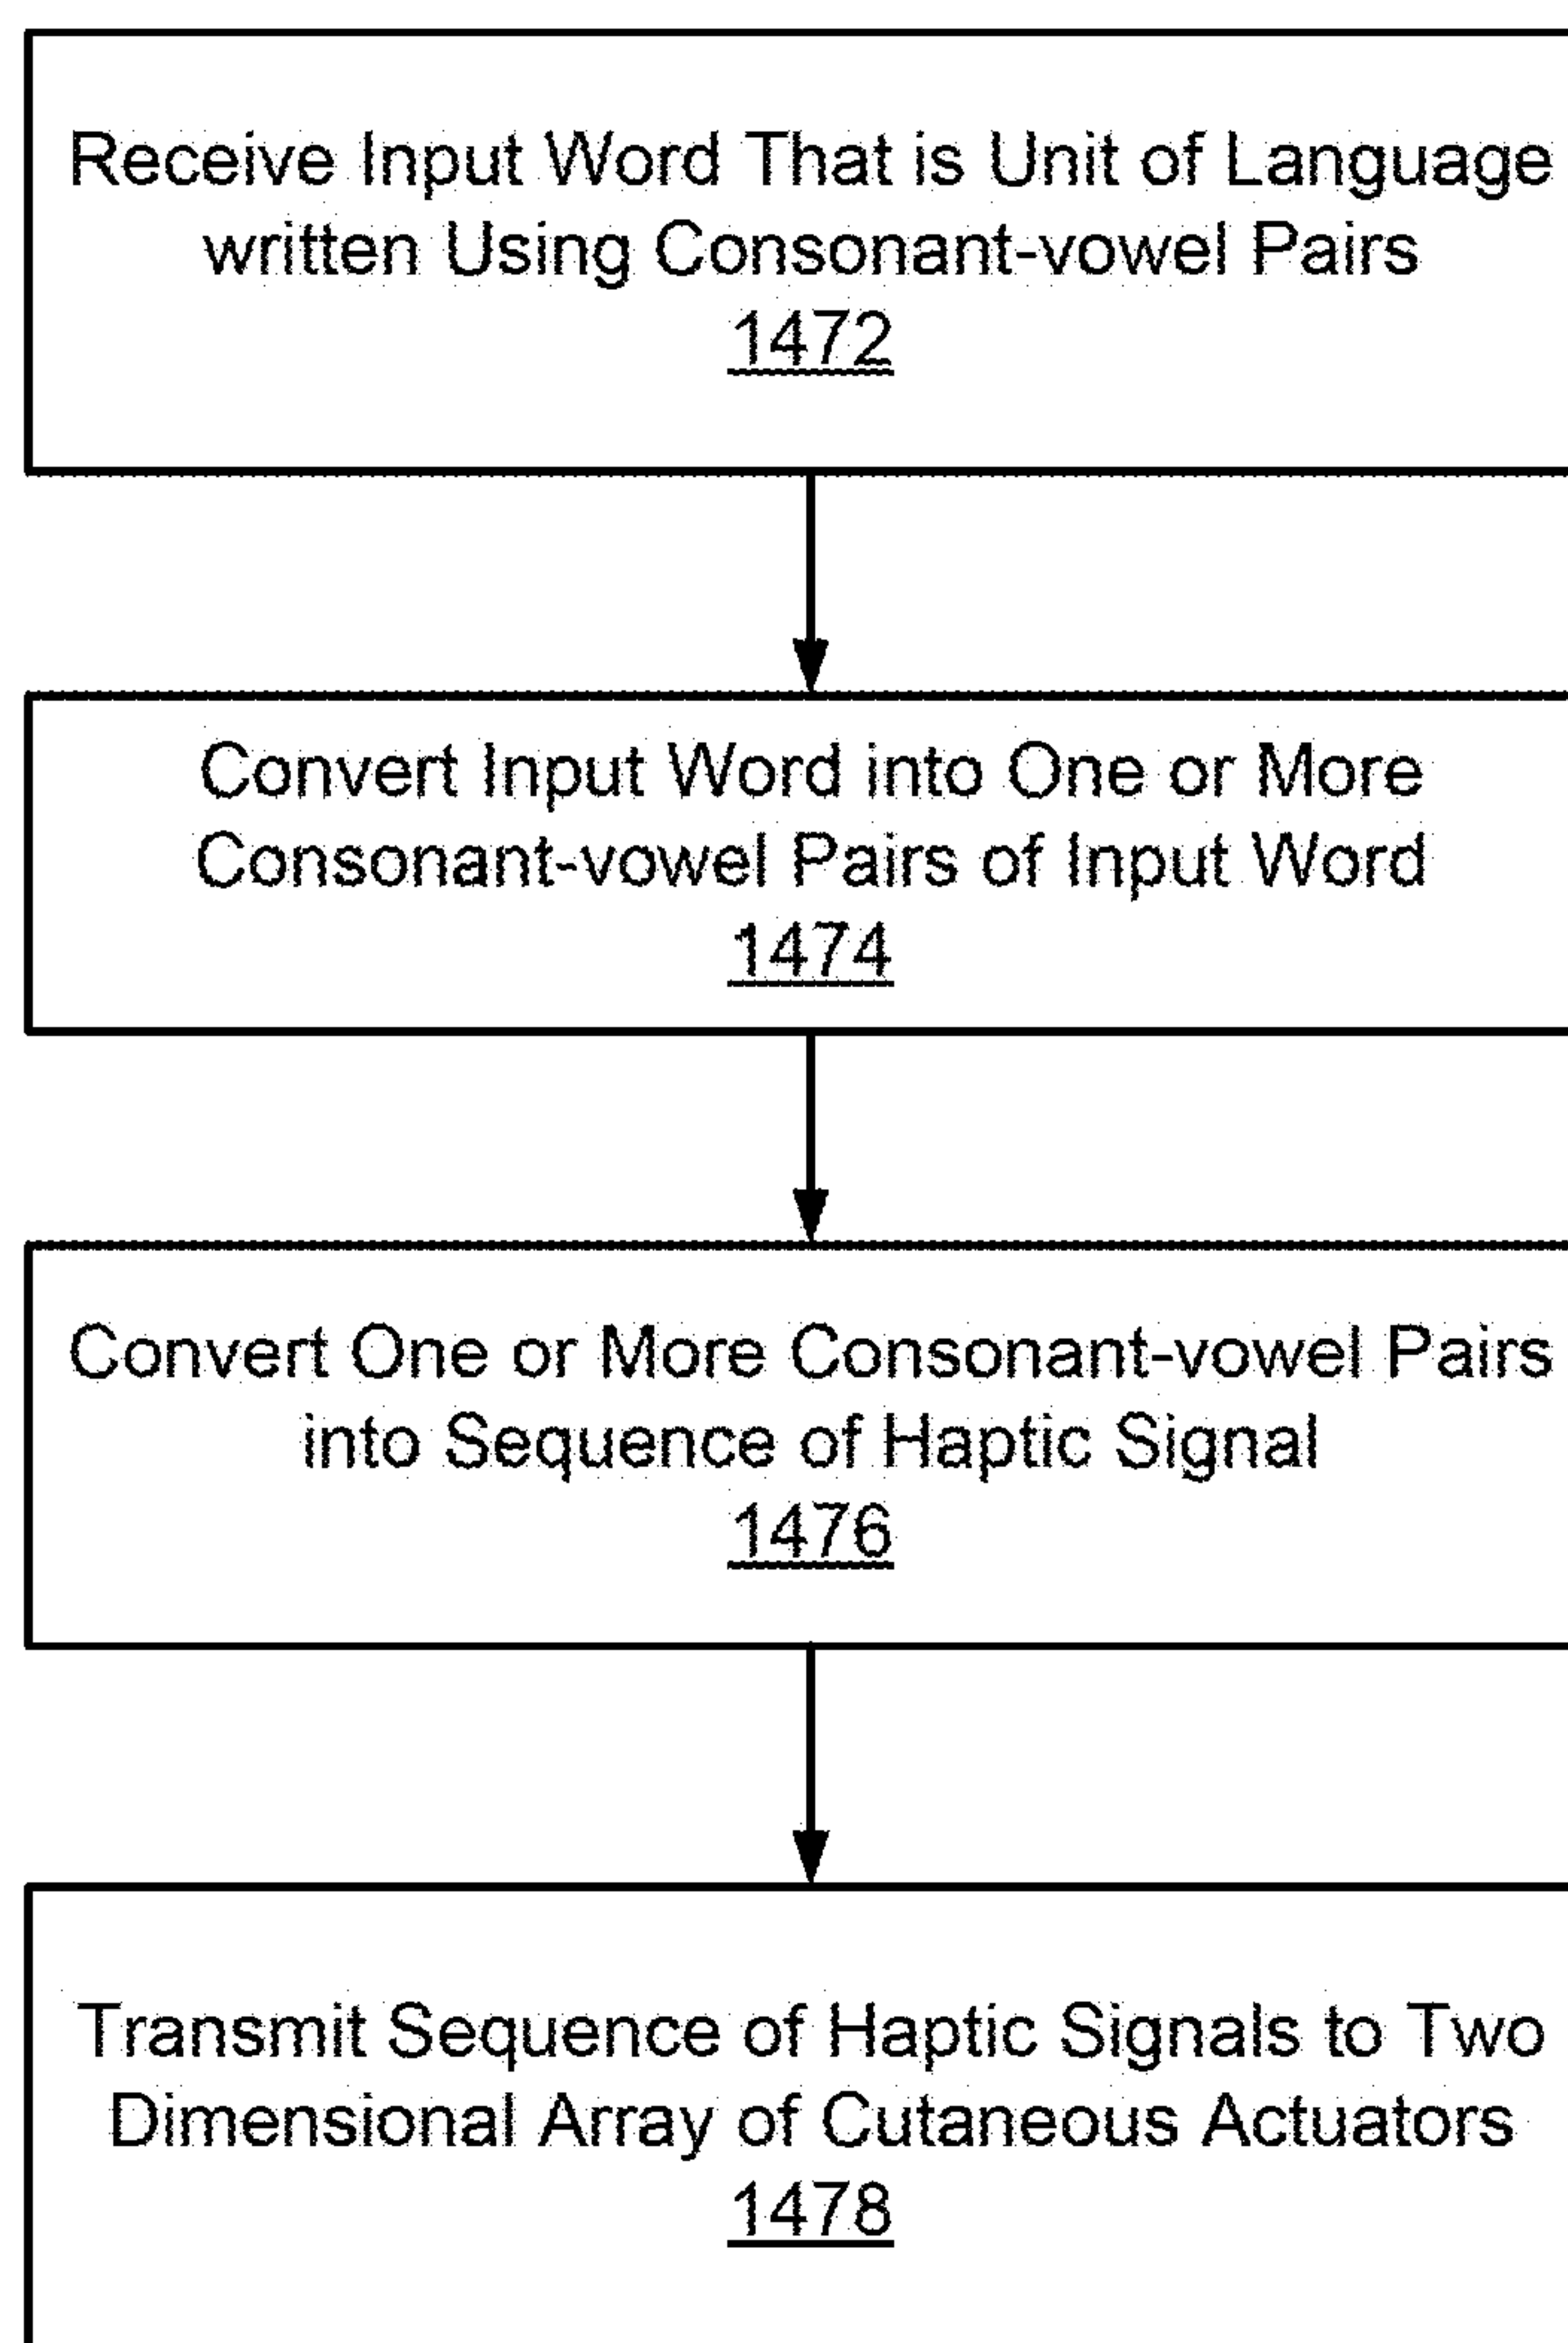 Receive Input Word That is Unit of Language
written Using Consonant-vowel Pairs
1472
Convert Input Word into One or More
Consonant-vowel Pairs of Input Word
1474
Convert One or More Consonant-vowel Pairs
into Sequence of Haptic Signal
1476
Transmit Sequence of Haptic Signals to Two
Dimensional Array of Cutaneous Actuators
1478